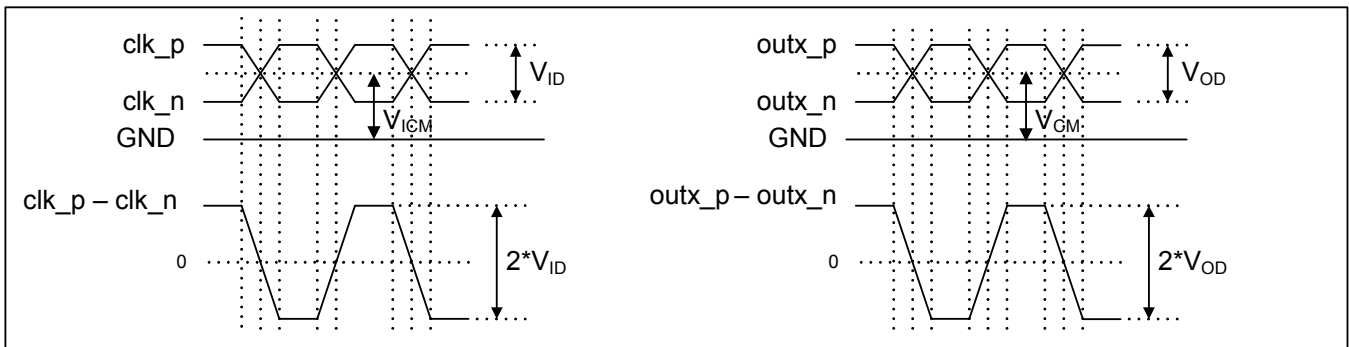 clk_p
V_ID
clk_n
V_ICM
GND
clk_p – clk_n
2*V_ID
0
outx_p
V_OD
outx_n
V_CM
GND
outx_p – outx_n
2*V_OD
0